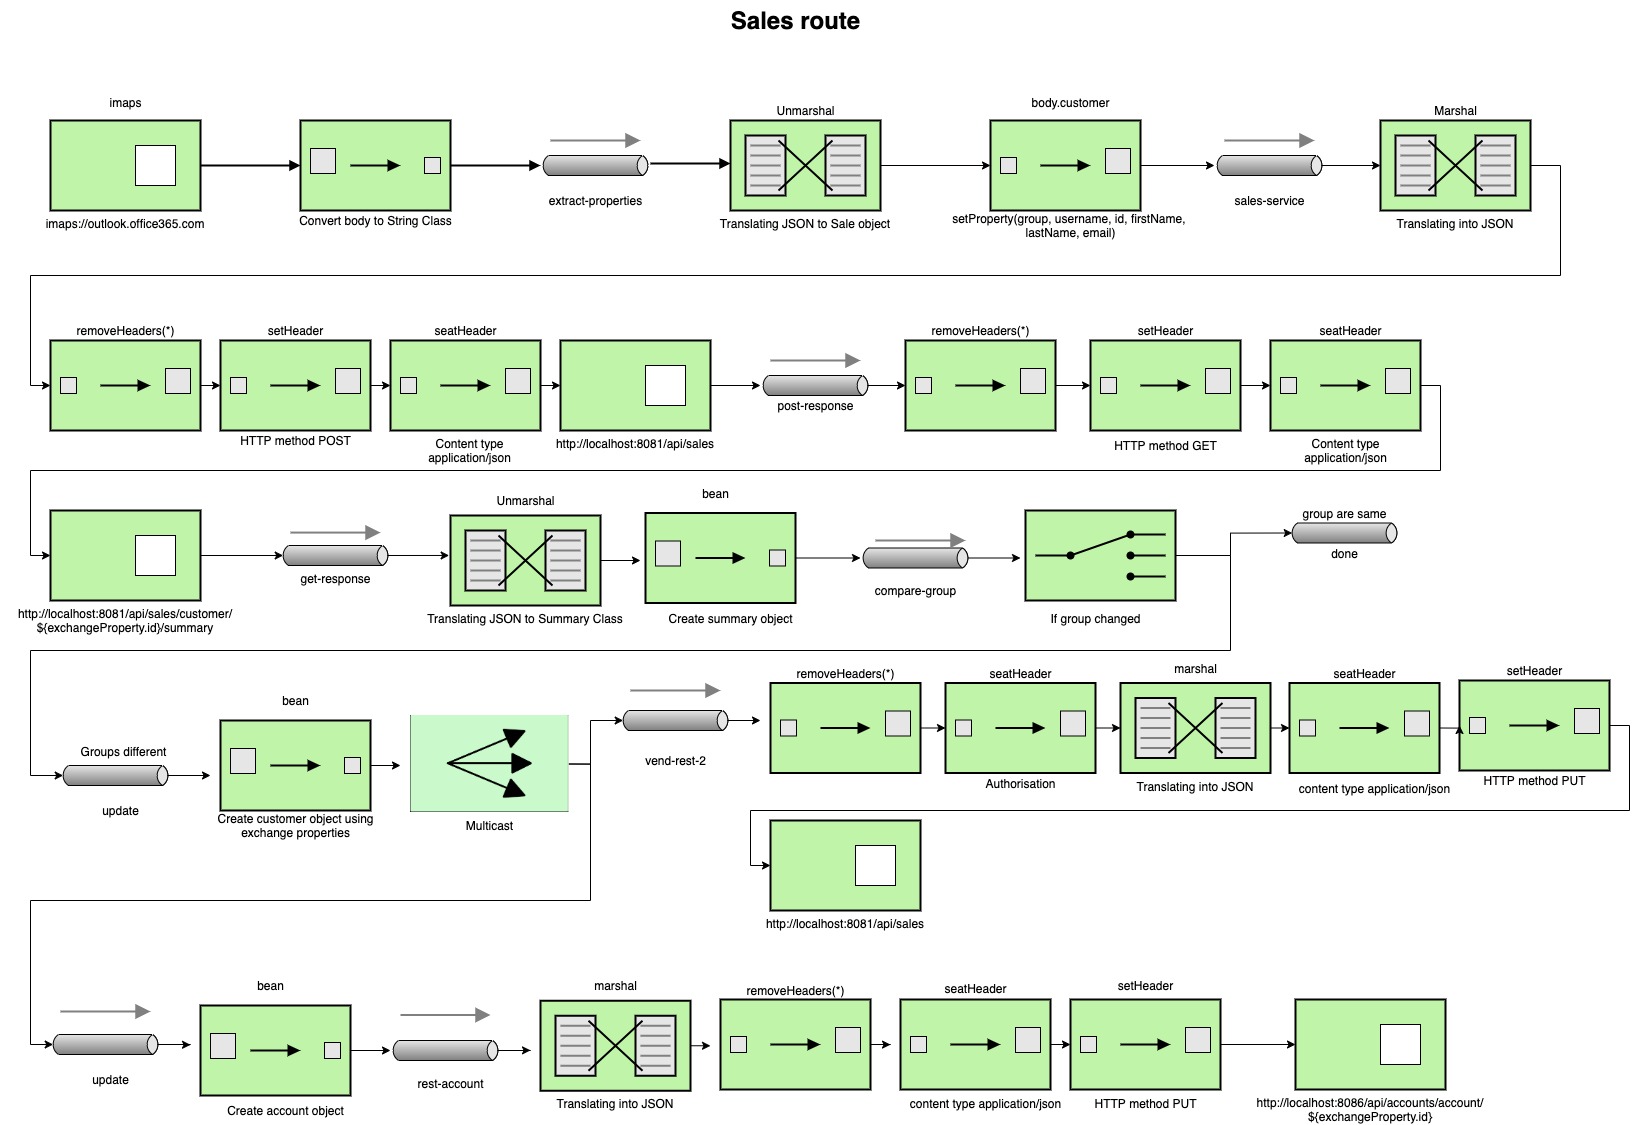 Sales route
imaps
Unmarshal
body.customer
Marshal
imaps://outlook.office365.com
Convert body to String Class
extract-properties
Translating JSON to Sale object
setProperty(group, username, id, firstName,
lastName, email)
sales-service
Translating into JSON
removeHeaders(*)
setHeader
seatHeader
removeHeaders(*)
setHeader
seatHeader
HTTP method POST
Content type
application/json
http://localhost:8081/api/sales
post-response
HTTP method GET
Content type
application/json
Unmarshal
bean
group are same
done
http://localhost:8081/api/sales/customer/
${exchangeProperty.id}/summary
get-response
Translating JSON to Summary Class
Create summary object
compare-group
If group changed
bean
removeHeaders(*)
seatHeader
marshal
seatHeader
setHeader
Groups different
update
Create customer object using
exchange properties
Multicast
vend-rest-2
Authorisation
Translating into JSON
content type application/json
HTTP method PUT
http://localhost:8081/api/sales
bean
marshal
removeHeaders(*)
seatHeader
setHeader
update
Create account object
rest-account
Translating into JSON
content type application/json
HTTP method PUT
http://localhost:8086/api/accounts/account/
${exchangeProperty.id}